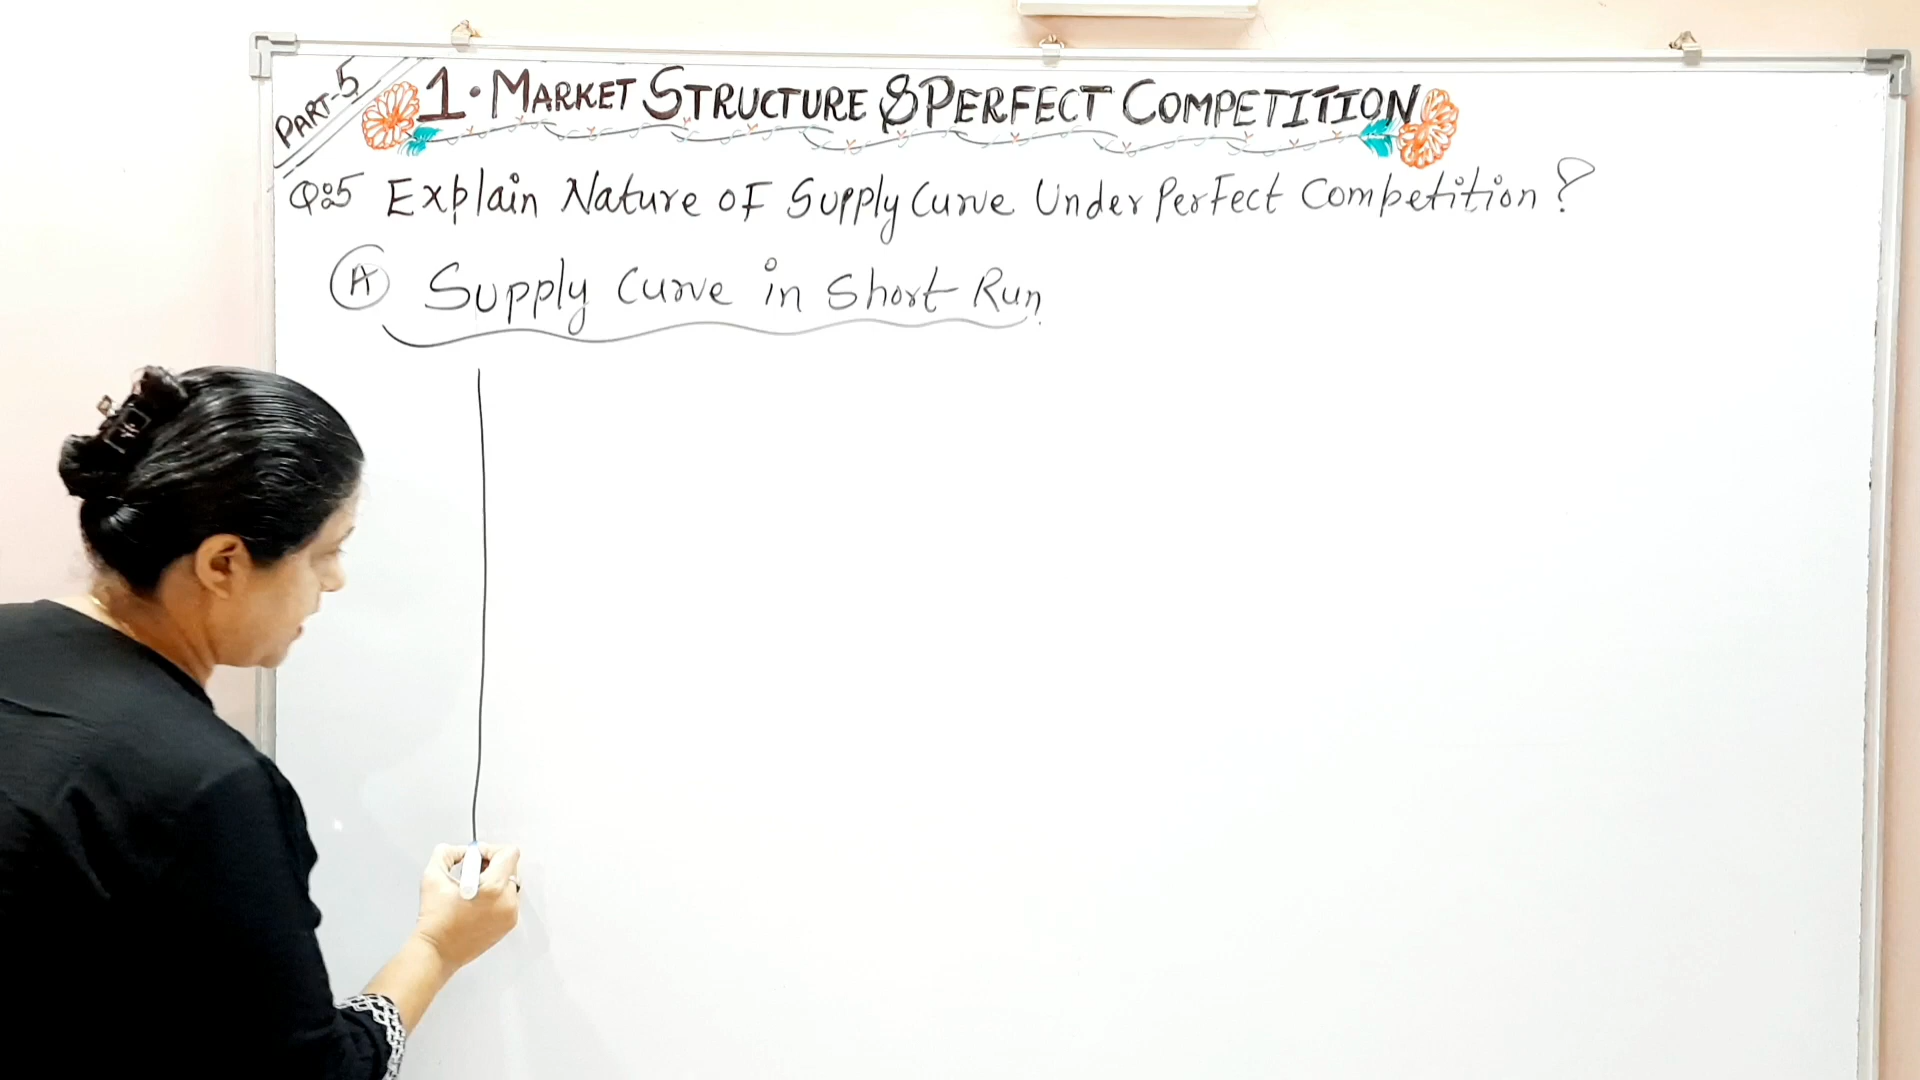 PART-5
1. MARKET STRUCTURE & PERFECT COMPETITION
Q:5 Explain Nature of Supply Curve Under Perfect Competition?
A Supply Curve in Short Run